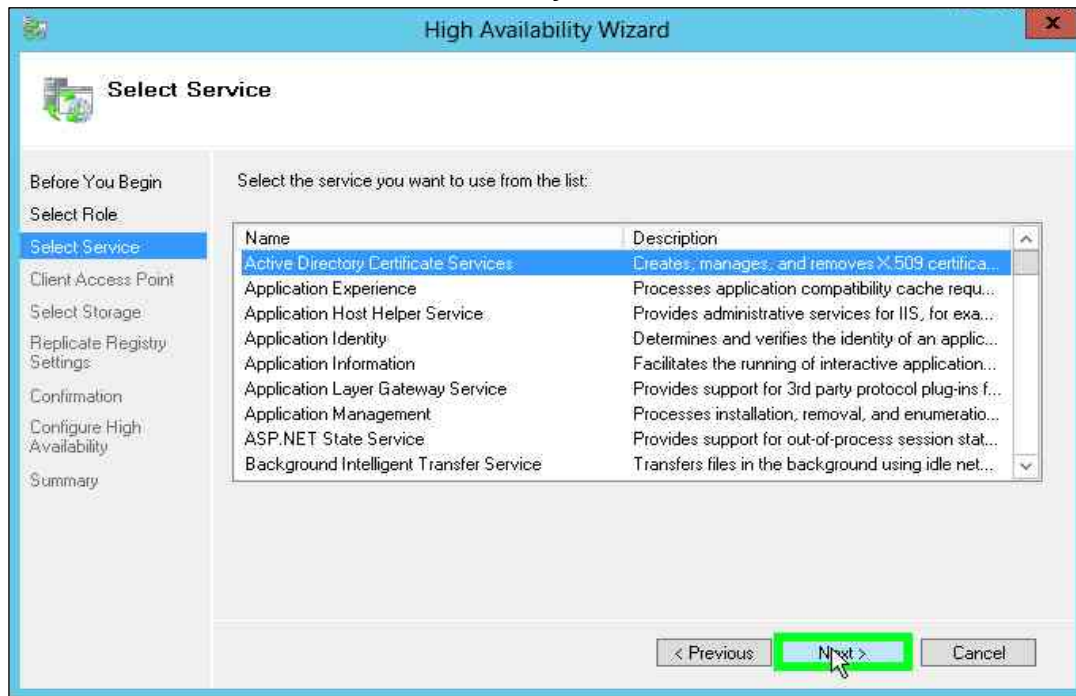 High Availability Wizard
x
Select Service
Before You Begin
Select Role
Select Service
Client Access Point
Select Storage
Replicate Registry
Settings
Confirmation
Configure High
Availability
Summary
Select the service you want to use from the list:
Name Description
Active Directory Certificate Services Creates, manages, and removes X.509 certifica...
Application Experience Processes application compatibility cache requ...
Application Host Helper Service Provides administrative services for IIS, for exa...
Application Identity Determines and verifies the identity of an applic...
Application Information Facilitates the running of interactive application...
Application Layer Gateway Service Provides support for 3rd party protocol plug-ins f...
Application Management Processes installation, removal, and enumeratio...
ASP.NET State Service Provides support for out-of-process session stat...
Background Intelligent Transfer Service Transfers files in the background using idle net...
< Previous Next > Cancel